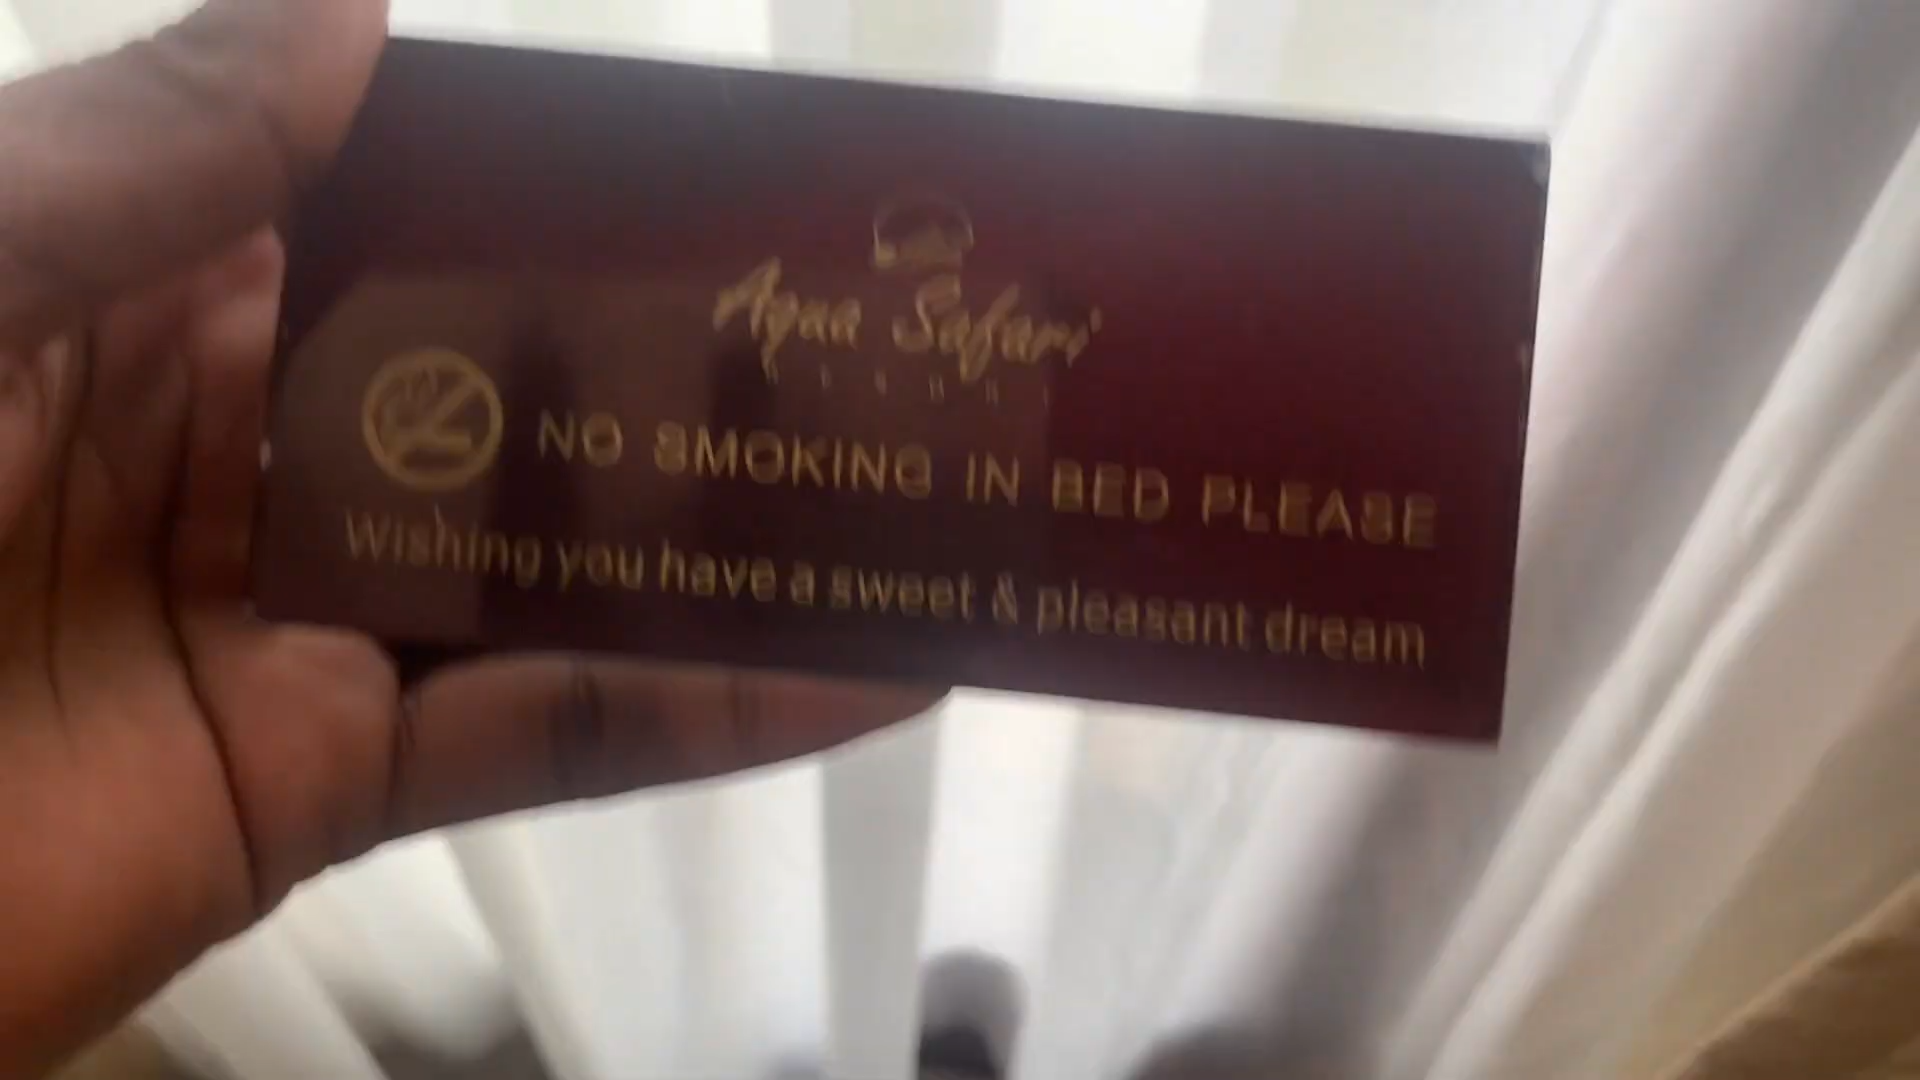 Aqua Safari
NO SMOKING IN BED PLEASE
Wishing you have a sweet & pleasant dream